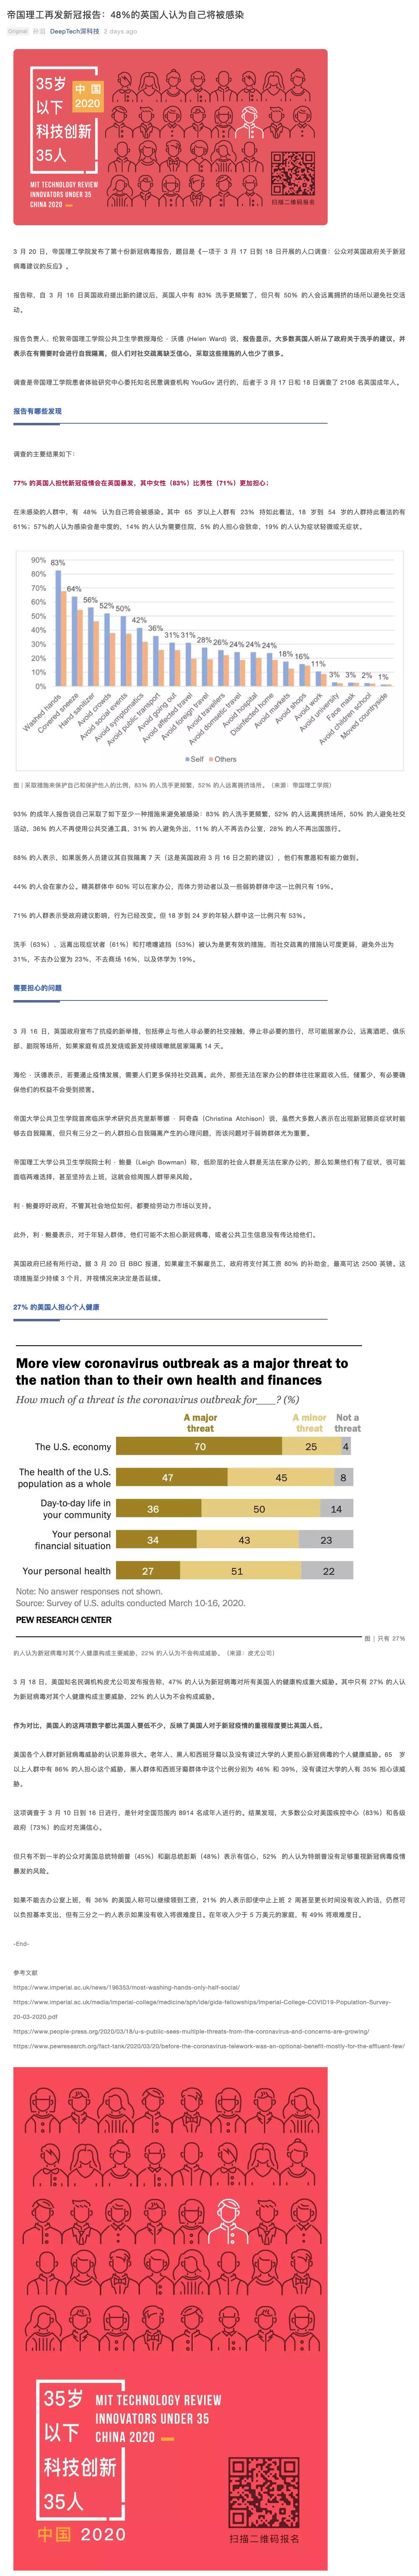 帝国理工再发新冠报告：48%的英国人认为自己将被感染
Original 孙滔 DeepTech深科技 2 days ago
35岁
以下
科技创新
35人
中国
2020
MIT TECHNOLOGY REVIEW
INNOVATORS UNDER 35
CHINA 2020
扫描二维码报名
3 月 20 日，帝国理工学院发布了第十份新冠病毒报告，题目是《一项于 3 月 17 日到 18 日开展的人口调查：公众对英国政府关于新冠
病毒建议的反应》。
报告称，自 3 月 16 日英国政府提出新的建议后，英国人中有 83% 洗手更频繁了，但只有 50% 的人会远离拥挤的场所以避免社交活
动。
报告负责人、伦敦帝国理工学院公共卫生学教授海伦 · 沃德 (Helen Ward) 说，报告显示，大多数英国人听从了政府关于洗手的建议，并
表示在有需要时会进行自我隔离，但人们对社交疏离缺乏信心，采取这些措施的人也少了很多。
调查是帝国理工学院患者体验研究中心委托知名民意调查机构 YouGov 进行的，后者于 3 月 17 日和 18 日调查了 2108 名英国成年人。
报告有哪些发现
调查的主要结果如下：
77% 的英国人担忧新冠疫情会在英国暴发，其中女性（83%）比男性（71%）更加担心；
在未感染的人群中，有 48% 认为自己将会被感染。其中 65 岁以上人群有 23% 持如此看法，18 岁到 54 岁的人群持此看法的有
61%；57%的人认为感染会是中度的，14% 的人认为需要住院，5% 的人担心会致命，19% 的人认为症状轻微或无症状。
90%
80%
70%
60%
50%
40%
30%
20%
10%
0%
83% 64% 56% 52% 50% 42% 36% 31% 31% 28% 26% 24% 24% 24% 18% 16% 11% 3% 3% 2% 1%
Washed hands
Covered sneeze
Hand sanitizer
Avoid crowds
Avoid social events
Avoid symptomatics
Avoid public transport
Avoid going out
Avoid affected travel
Avoid foreign travel
Avoid travellers
Avoid domsetic travel
Avoid hospital
Disinfected home
Avoid markets
Avoid shops
Avoid work
Avoid university
Face mask
Avoid children school
Moved countryside
Self Others
图 | 采取措施来保护自己和保护他人的比例，83% 的人洗手更频繁，52% 的人远离拥挤场所。（来源：帝国理工学院）
93% 的成年人报告说自己采取了如下至少一种措施来避免被感染：83% 的人洗手更频繁，52% 的人远离拥挤场所，50% 的人避免社交
活动，36% 的人不再使用公共交通工具，31% 的人避免外出，11% 的人不再去办公室，28% 的人不再出国旅行。
88% 的人表示，如果医务人员建议其自我隔离 7 天（这是英国政府 3 月 16 日之前的建议），他们有意愿和有能力做到。
44% 的人会在家办公。精英群体中 60% 可以在家办公，而体力劳动者以及一些弱势群体中这一比例只有 19%。
71% 的人群表示受政府建议影响，行为已经改变。但 18 岁到 24 岁的年轻人群中这一比例只有 53%。
洗手（63%）、远离出现症状者（61%）和打喷嚏遮挡（53%）被认为是更有效的措施，而社交疏离的措施认可度更弱，避免外出为
31%，不去办公室为 23%，不去商场 16%，以及休学为 19%。
需要担心的问题
3 月 16 日，英国政府宣布了抗疫的新举措，包括停止与他人非必要的社交接触，停止非必要的旅行，尽可能居家办公，远离酒吧、俱乐
部、剧院等场所，如果家庭有成员发烧或新发持续咳嗽就居家隔离 14 天。
海伦 · 沃德表示，若要遏止疫情发展，需要人们更多保持社交疏离。此外，那些无法在家办公的群体往往家庭收入低，储蓄少，有必要确
保他们的权益不会受到损害。
帝国大学公共卫生学院首席临床学术研究员克里斯蒂娜 · 阿奇森（Christina Atchison）说，虽然大多数人表示在出现新冠肺炎症状时能
够去自我隔离，但只有三分之一的人群担心自我隔离产生的心理问题，而该问题对于弱势群体尤为重要。
帝国理工大学公共卫生学院院士利 · 鲍曼（Leigh Bowman）称，低阶层的社会人群是无法在家办公的，那么如果他们有了症状，很可能
面临两难选择，甚至坚持去上班，这就会给周围人群带来风险。
利 · 鲍曼呼吁政府，不管其社会地位如何，都要给劳动力市场以支持。
此外，利 · 鲍曼表示，对于年轻人群体，他们可能不太担心新冠病毒，或者公共卫生信息没有传达给他们。
英国政府已经有所行动。据 3 月 20 日 BBC 报道，如果雇主不解雇员工，政府将支付其工资 80% 的补助金，最高可达 2500 英镑。这
项措施至少持续 3 个月，并视情况来决定是否延续。
27% 的美国人担心个人健康
More view coronavirus outbreak as a major threat to
the nation than to their own health and finances
How much of a threat is the coronavirus outbreak for___? (%)
A major threat A minor threat Not a threat
The U.S. economy 70 25 4
The health of the U.S. population as a whole 47 45 8
Day-to-day life in your community 36 50 14
Your personal financial situation 34 43 23
Your personal health 27 51 22
Note: No answer responses not shown.
Source: Survey of U.S. adults conducted March 10-16, 2020.
PEW RESEARCH CENTER
图 | 只有 27%
的人认为新冠病毒对其个人健康构成主要威胁，22% 的人认为不会构成威胁。（来源：皮尤公司）
3 月 18 日，美国知名民调机构皮尤公司发布报告称，47% 的人认为新冠病毒对所有美国人的健康构成重大威胁。其中只有 27% 的人认
为新冠病毒对其个人健康构成主要威胁，22% 的人认为不会构成威胁。
作为对比，美国人的这两项数字都比英国人要低不少，反映了美国人对于新冠疫情的重视程度要比英国人低。
美国各个人群对新冠病毒威胁的认识差异很大。老年人、黑人和西班牙裔以及没有读过大学的人更担心新冠病毒的个人健康威胁。65 岁
以上人群中有 86% 的人担心这个威胁，黑人群体和西班牙裔群体中这个比例分别为 46% 和 39%，没有读过大学的人有 35% 担心该威
胁。
这项调查于 3 月 10 日到 16 日进行，是针对全国范围内 8914 名成年人进行的。结果发现，大多数公众对美国疾控中心（83%）和各级
政府（73%）的应对充满信心。
但只有不到一半的公众对美国总统特朗普（45%）和副总统彭斯（48%）表示有信心，52% 的人认为特朗普没有足够重视新冠病毒疫情
暴发的风险。
如果不能去办公室上班，有 36% 的美国人称可以继续领到工资，21% 的人表示即使中止上班 2 周甚至更长时间没有收入的话，仍然可
以负担基本支出，但有三分之一的人表示如果没有收入将很难度日。在年收入少于 5 万美元的家庭，有 49% 将艰难度日。
-End-
参考文献
https://www.imperial.ac.uk/news/196353/most-washing-hands-only-half-social/
https://www.imperial.ac.uk/media/imperial-college/medicine/sph/ide/gida-fellowships/Imperial-College-COVID19-Population-Survey-
20-03-2020.pdf
https://www.people-press.org/2020/03/18/u-s-public-sees-multiple-threats-from-the-coronavirus-and-concerns-are-growing/
https://www.pewresearch.org/fact-tank/2020/03/20/before-the-coronavirus-telework-was-an-optional-benefit-mostly-for-the-affluent-few/
35岁
以下
科技创新
35人
中国 2020
MIT TECHNOLOGY REVIEW
INNOVATORS UNDER 35
CHINA 2020
扫描二维码报名